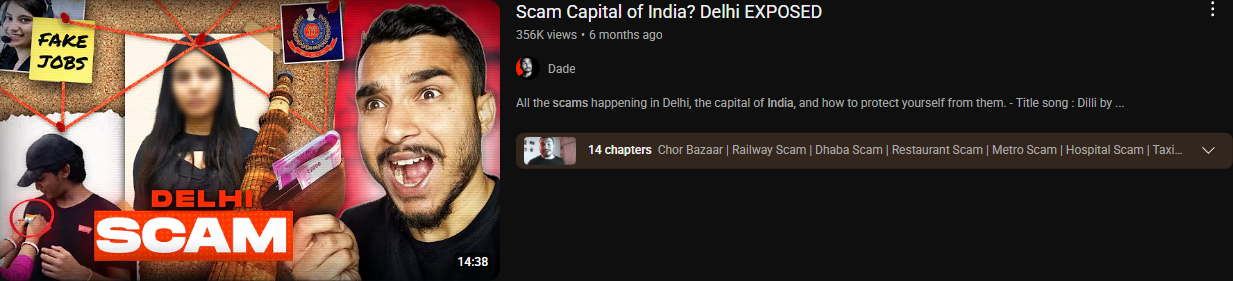 FAKE
JOBS
DELHI
SCAM
14:38
Scam Capital of India? Delhi EXPOSED
356K views • 6 months ago
Dade
All the scams happening in Delhi, the capital of India, and how to protect yourself from them. - Title song : Dilli by ...
14 chapters Chor Bazaar | Railway Scam | Dhaba Scam | Restaurant Scam | Metro Scam | Hospital Scam | Taxi...